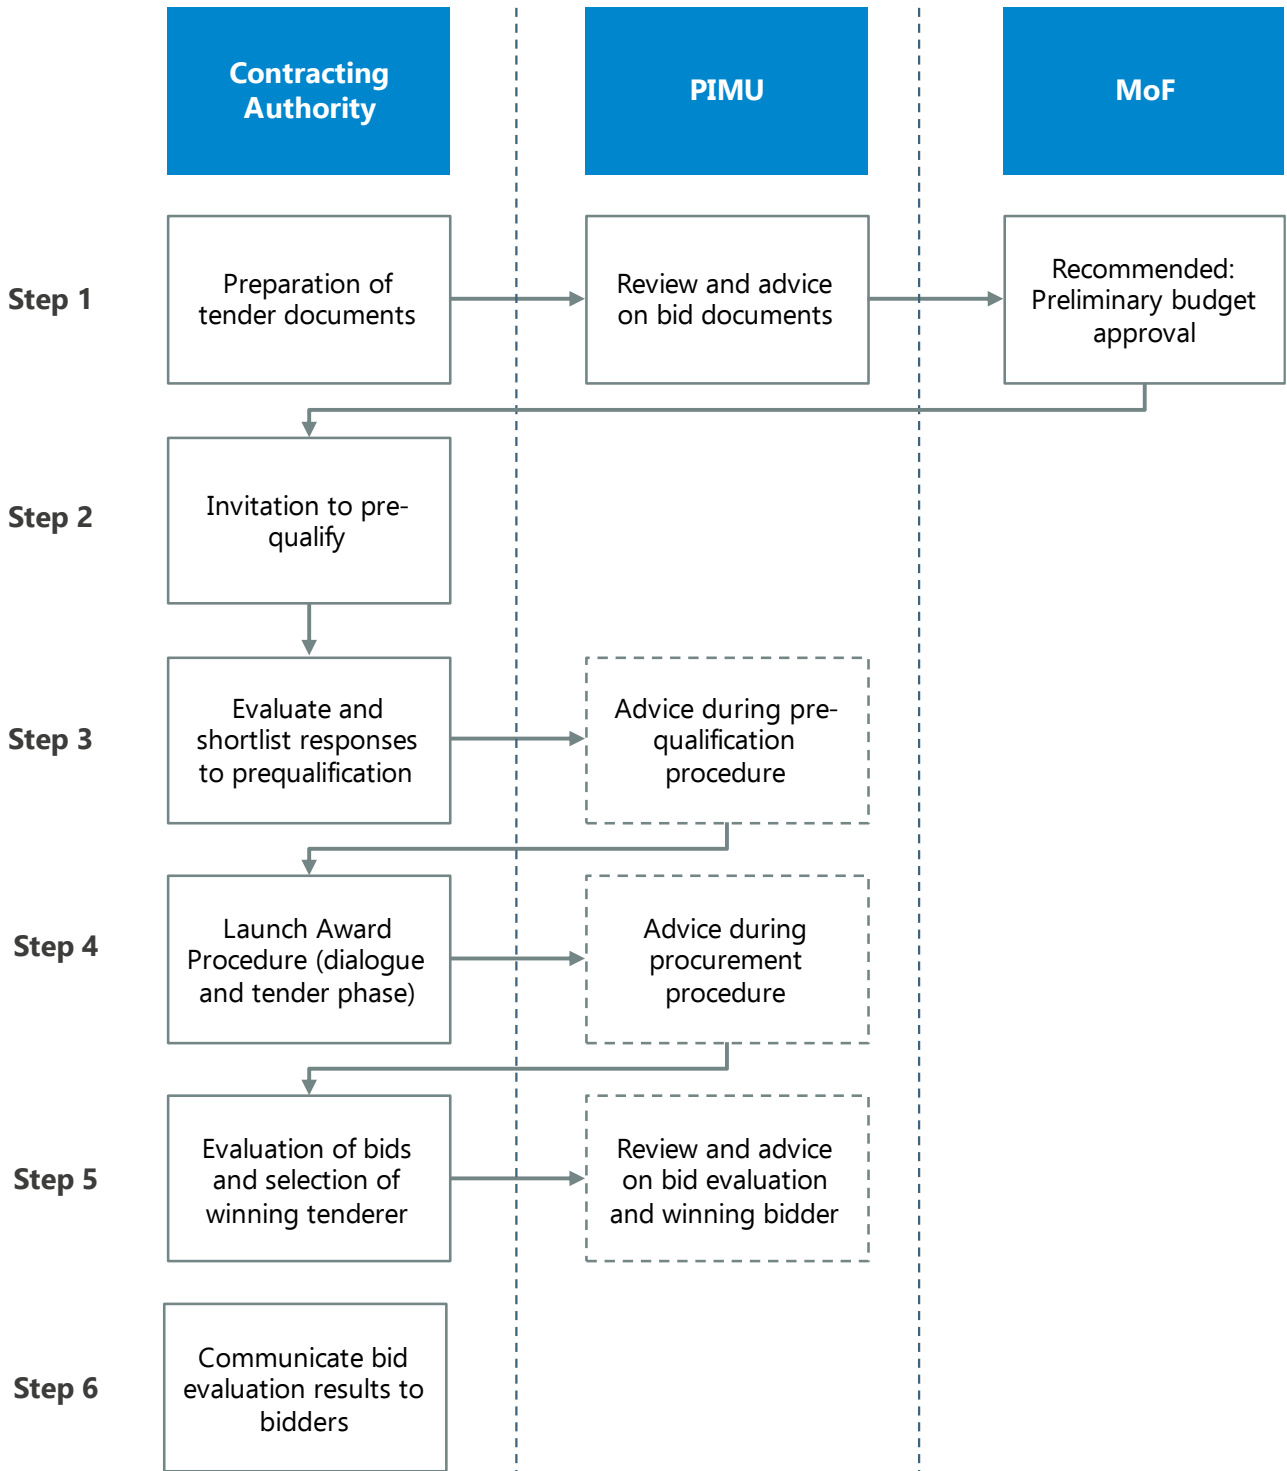 Contracting
Authority
PIMU
MoF
Step 1
Preparation of
tender documents
Review and advice
on bid documents
Recommended:
Preliminary budget
approval
Step 2
Invitation to pre-
qualify
Step 3
Evaluate and
shortlist responses
to prequalification
Advice during pre-
qualification
procedure
Step 4
Launch Award
Procedure (dialogue
and tender phase)
Advice during
procurement
procedure
Step 5
Evaluation of bids
and selection of
winning tenderer
Review and advice
on bid evaluation
and winning bidder
Step 6
Communicate bid
evaluation results to
bidders